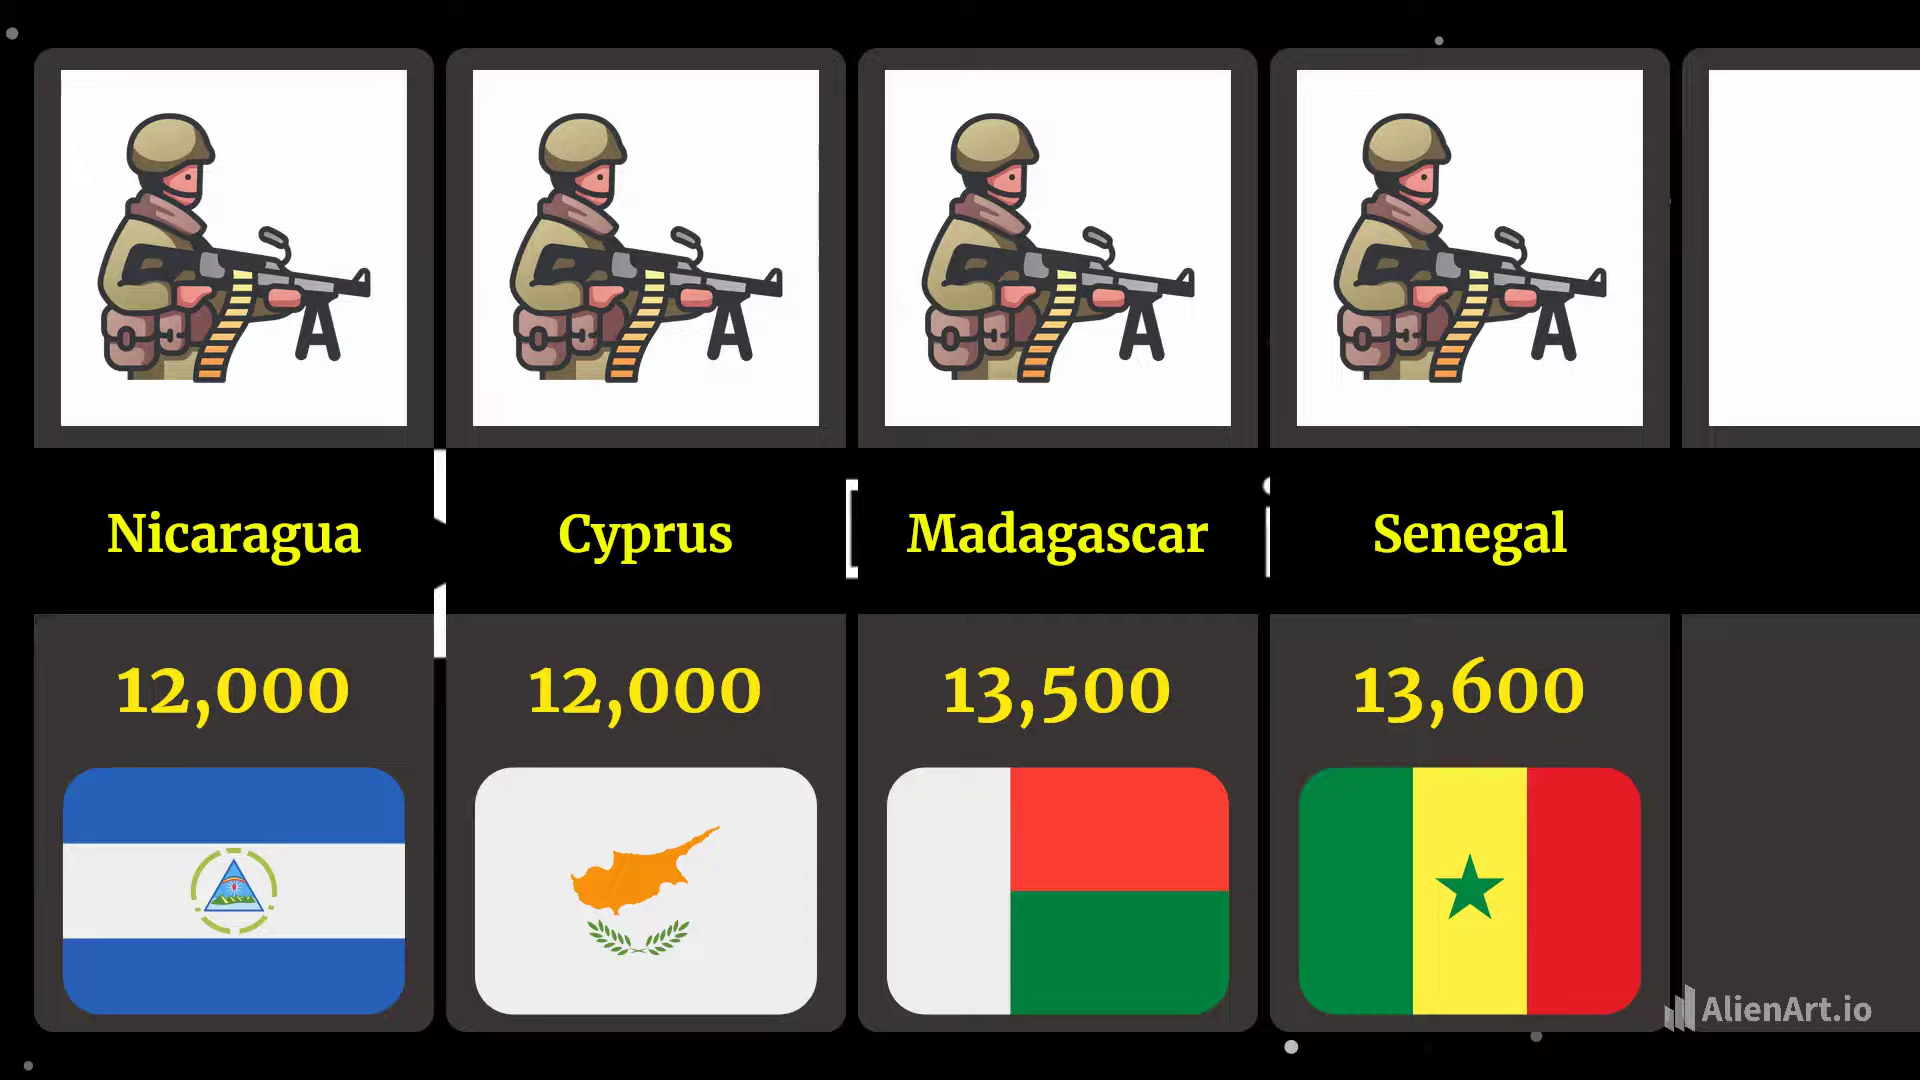 Nicaragua
Cyprus
Madagascar
Senegal
12,000
12,000
13,500
13,600
AlienArt.io